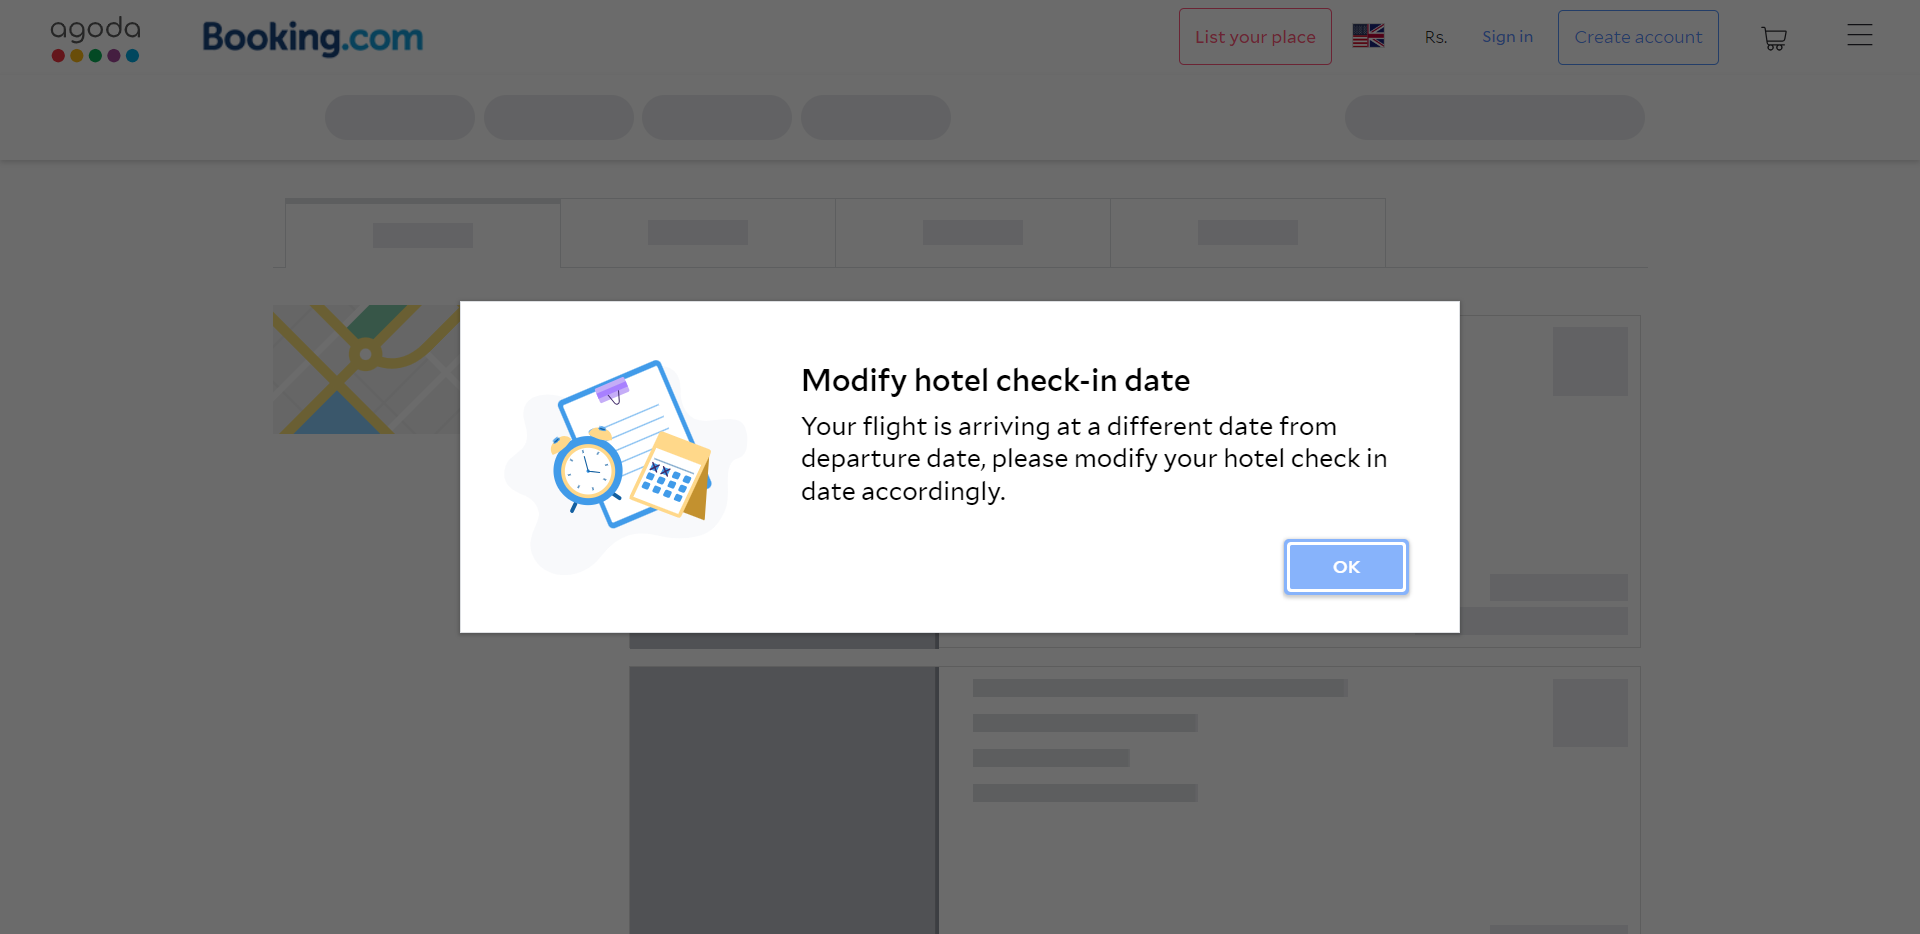 agoda
Booking.com
List your place
Rs.
Sign in
Create account
Modify hotel check-in date
Your flight is arriving at a different date from
departure date, please modify your hotel check in
date accordingly.
OK